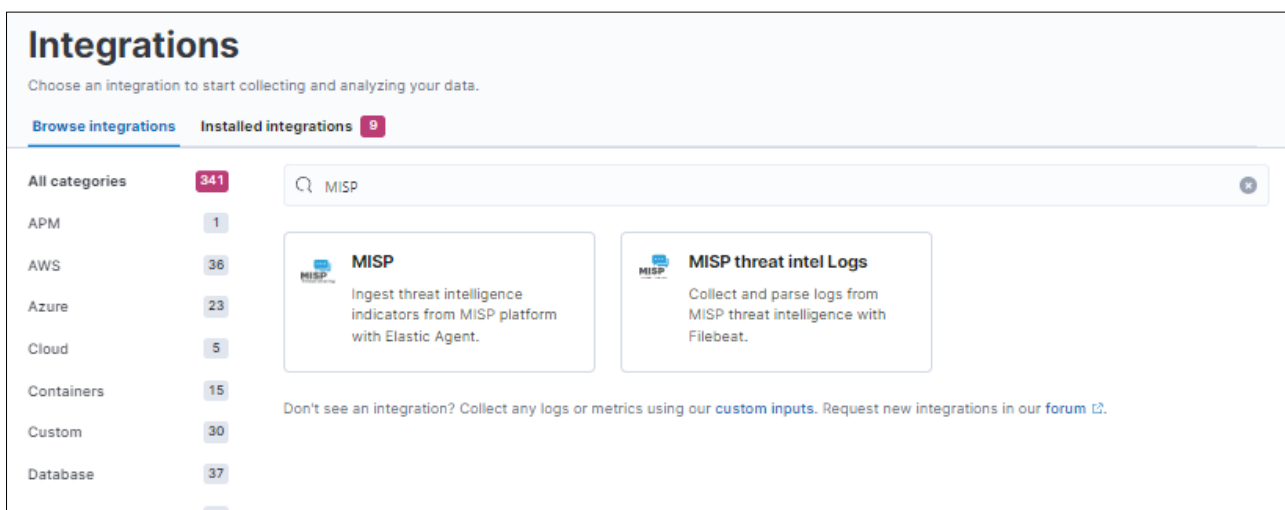 Integrations
Choose an integration to start collecting and analyzing your data.
Browse integrations Installed integrations 9
All categories 341
APM 1
AWS 36
Azure 23
Cloud 5
Containers 15
Custom 30
Database 37
MISP
MISP
MISP
Ingest threat intelligence
indicators from MISP platform
with Elastic Agent.
MISP
MISP threat intel Logs
Collect and parse logs from
MISP threat intelligence with
Filebeat.
Don't see an integration? Collect any logs or metrics using our custom inputs. Request new integrations in our forum.